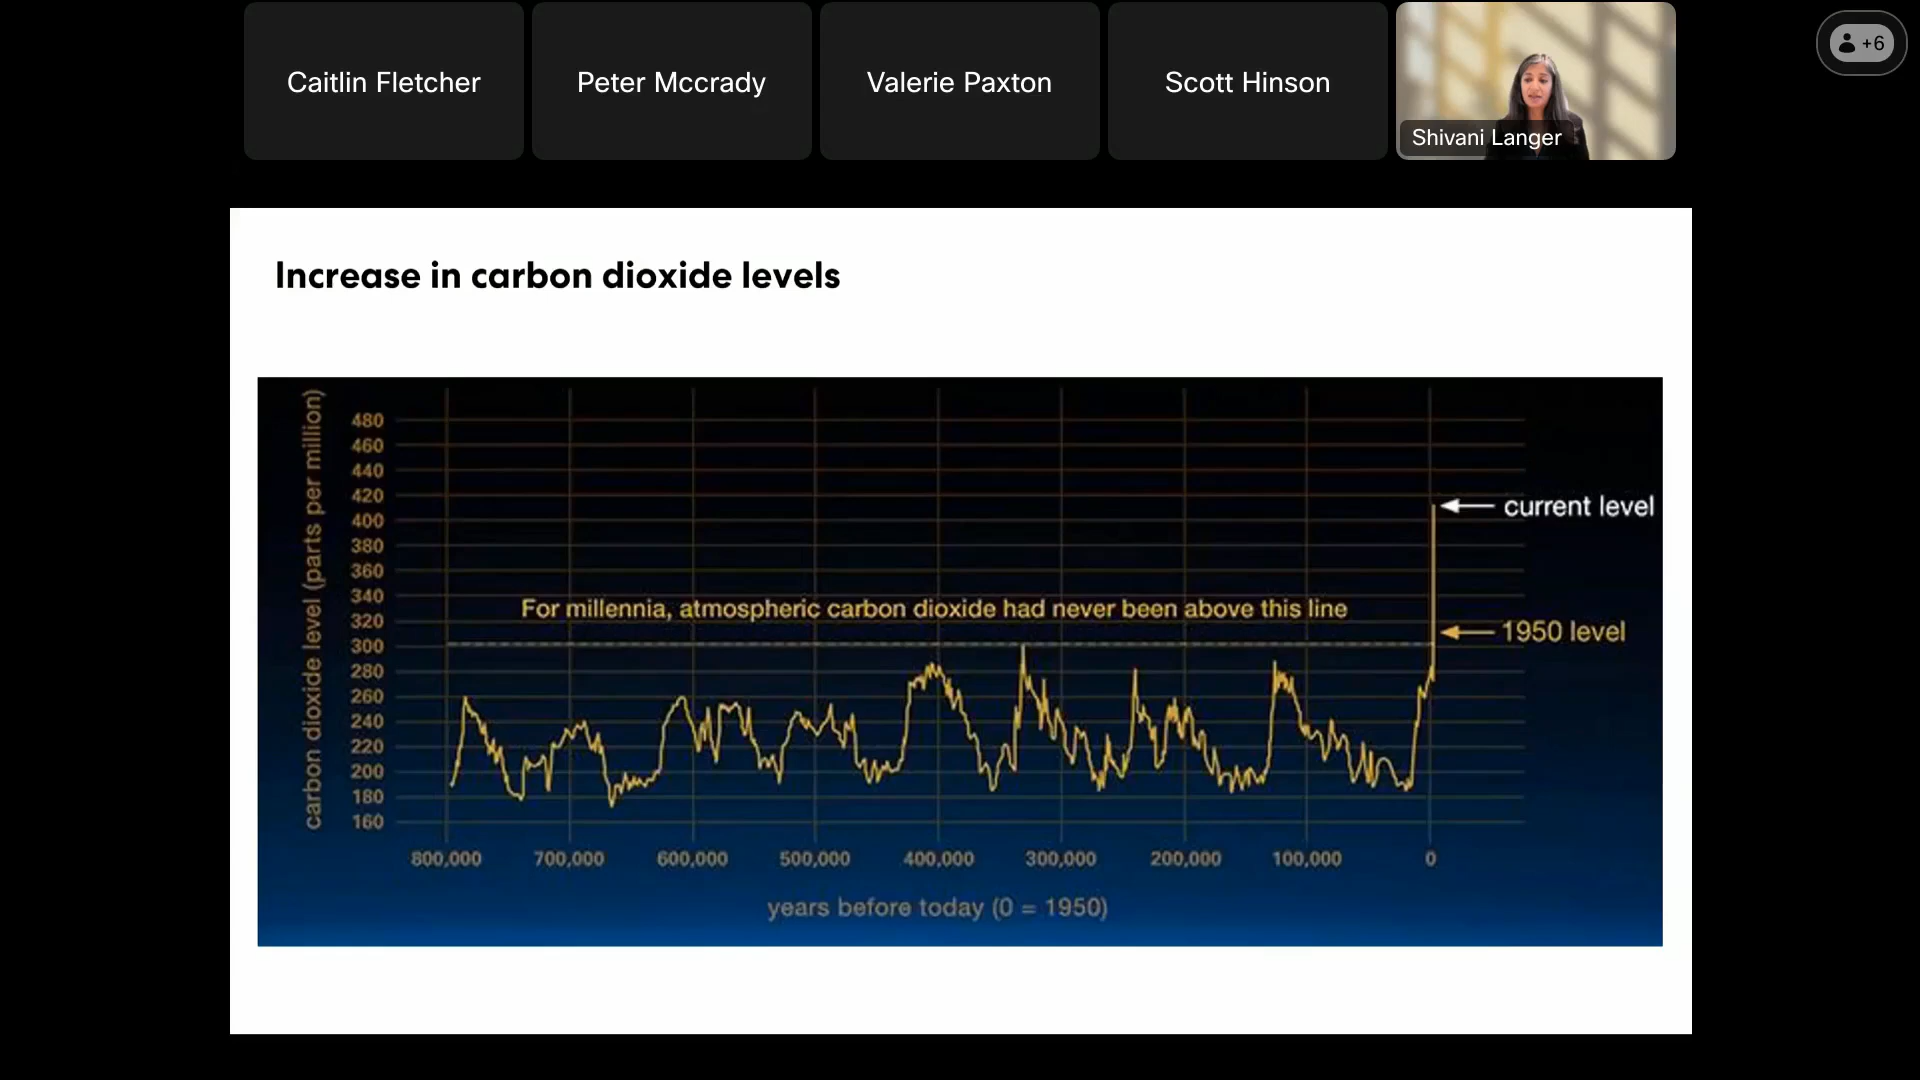 Caitlin Fletcher
Peter Mccrady
Valerie Paxton
Scott Hinson
Shivani Langer
+6
Increase in carbon dioxide levels
carbon dioxide level (parts per million)
480
460
440
420
400
380
360
340
320
300
280
260
240
220
200
180
160
For millennia, atmospheric carbon dioxide had never been above this line
current level
1950 level
800,000
700,000
600,000
500,000
400,000
300,000
200,000
100,000
0
years before today (0 = 1950)